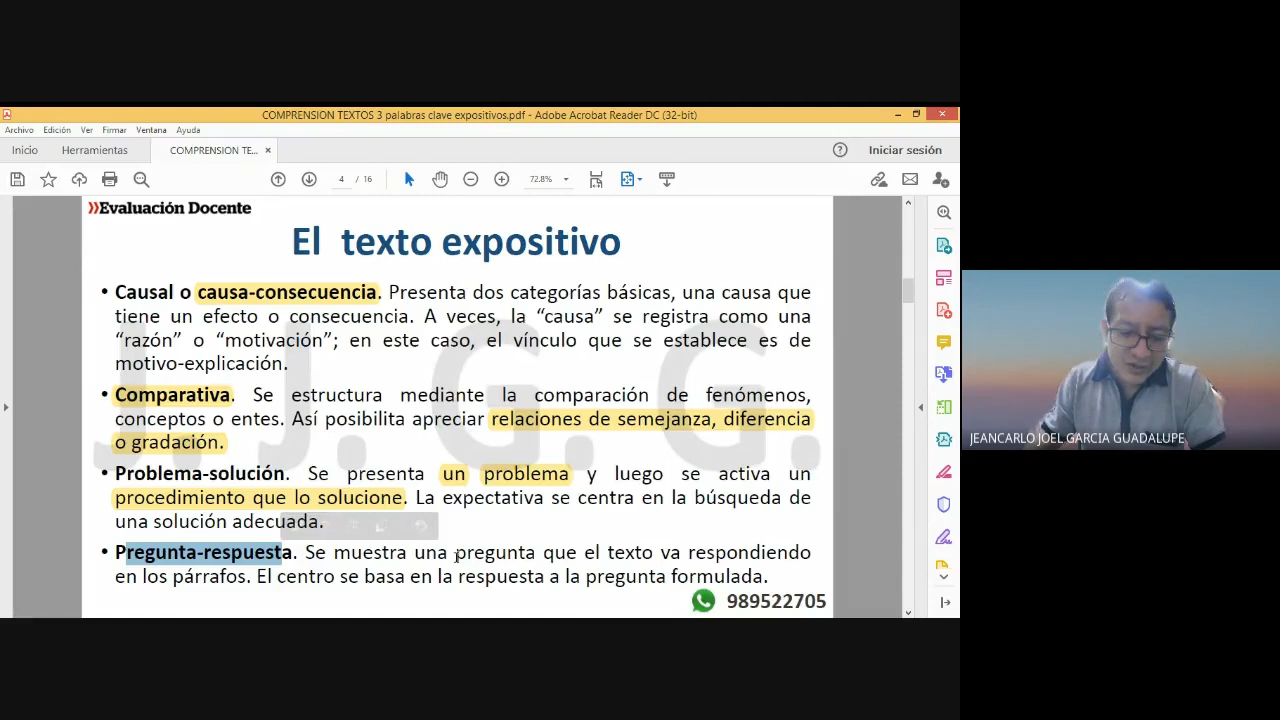 COMPRENSION TEXTOS 3 palabras clave expositivos.pdf - Adobe Acrobat Reader DC (32-bit)
Archivo Edición Ver Firmar Ventana Ayuda
Inicio Herramientas COMPRENSION TE... × Iniciar sesión
4 / 16 72.8%
»Evaluación Docente
El texto expositivo
• Causal o causa-consecuencia. Presenta dos categorías básicas, una causa que
tiene un efecto o consecuencia. A veces, la “causa” se registra como una
“razón” o “motivación”; en este caso, el vínculo que se establece es de
motivo-explicación.
• Comparativa. Se estructura mediante la comparación de fenómenos,
conceptos o entes. Así posibilita apreciar relaciones de semejanza, diferencia
o gradación.
• Problema-solución. Se presenta un problema y luego se activa un
procedimiento que lo solucione. La expectativa se centra en la búsqueda de
una solución adecuada.
• Pregunta-respuesta. Se muestra una pregunta que el texto va respondiendo
en los párrafos. El centro se basa en la respuesta a la pregunta formulada.
989522705
J. J. G. G.
JEANCARLO JOEL GARCIA GUADALUPE